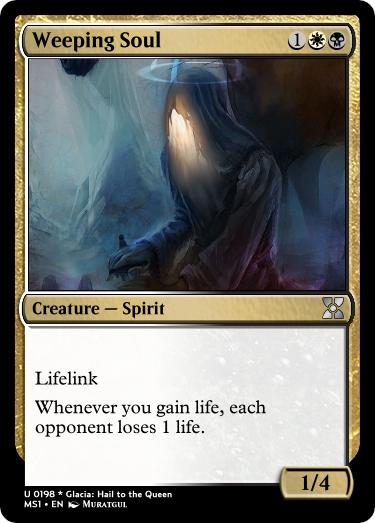 Weeping Soul 1
Creature — Spirit
Lifelink
Whenever you gain life, each
opponent loses 1 life.
1/4
U 0198 * Glacia: Hail to the Queen
MS1 • EN MURATGUL